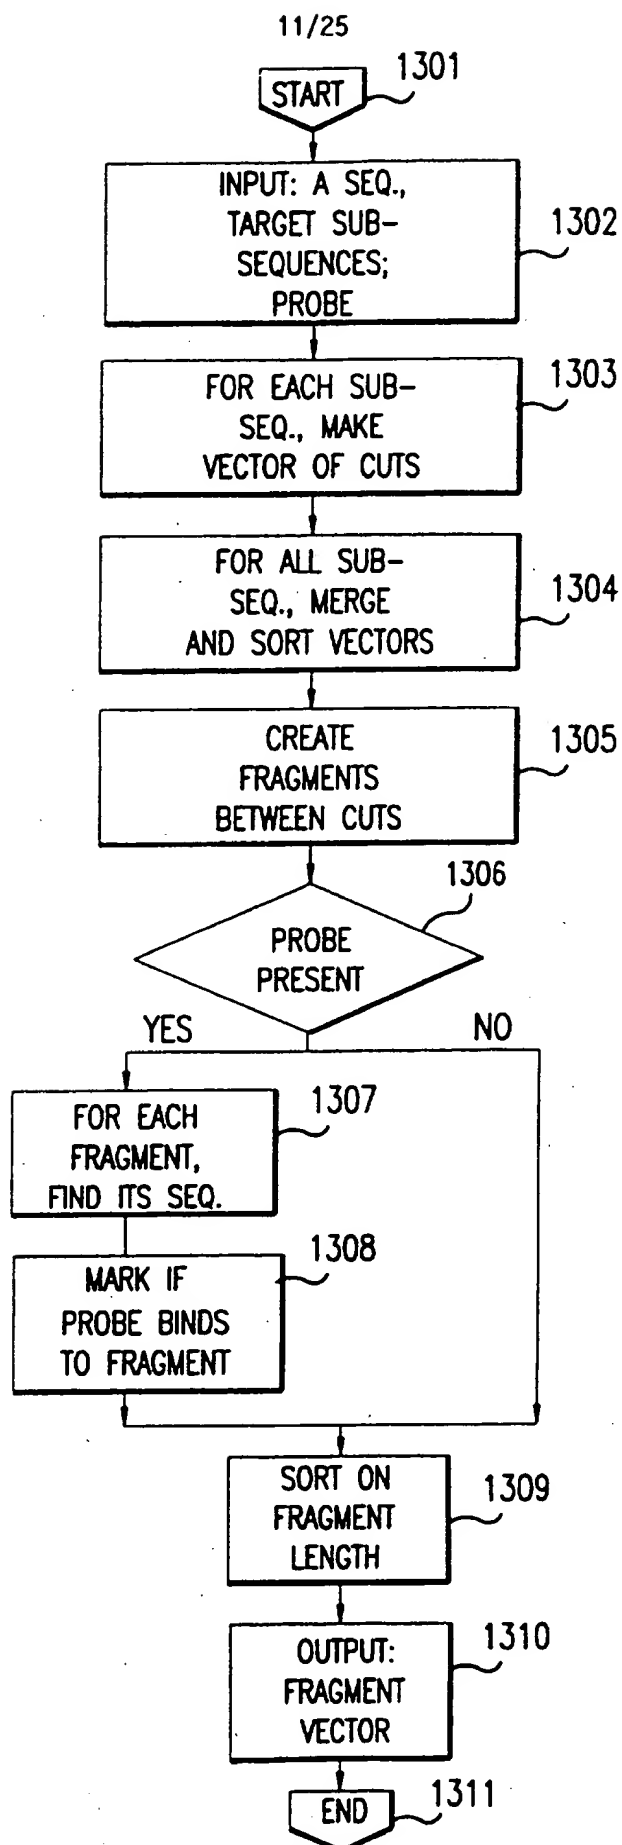 11/25
START
1301
INPUT: A SEQ.,
TARGET SUB-
SEQUENCES;
PROBE
1302
FOR EACH SUB-
SEQ., MAKE
VECTOR OF CUTS
1303
FOR ALL SUB-
SEQ., MERGE
AND SORT VECTORS
1304
CREATE
FRAGMENTS
BETWEEN CUTS
1305
1306
PROBE
PRESENT
YES
NO
FOR EACH
FRAGMENT,
FIND ITS SEQ.
1307
MARK IF
PROBE BINDS
TO FRAGMENT
1308
SORT ON
FRAGMENT
LENGTH
1309
OUTPUT:
FRAGMENT
VECTOR
1310
END
1311